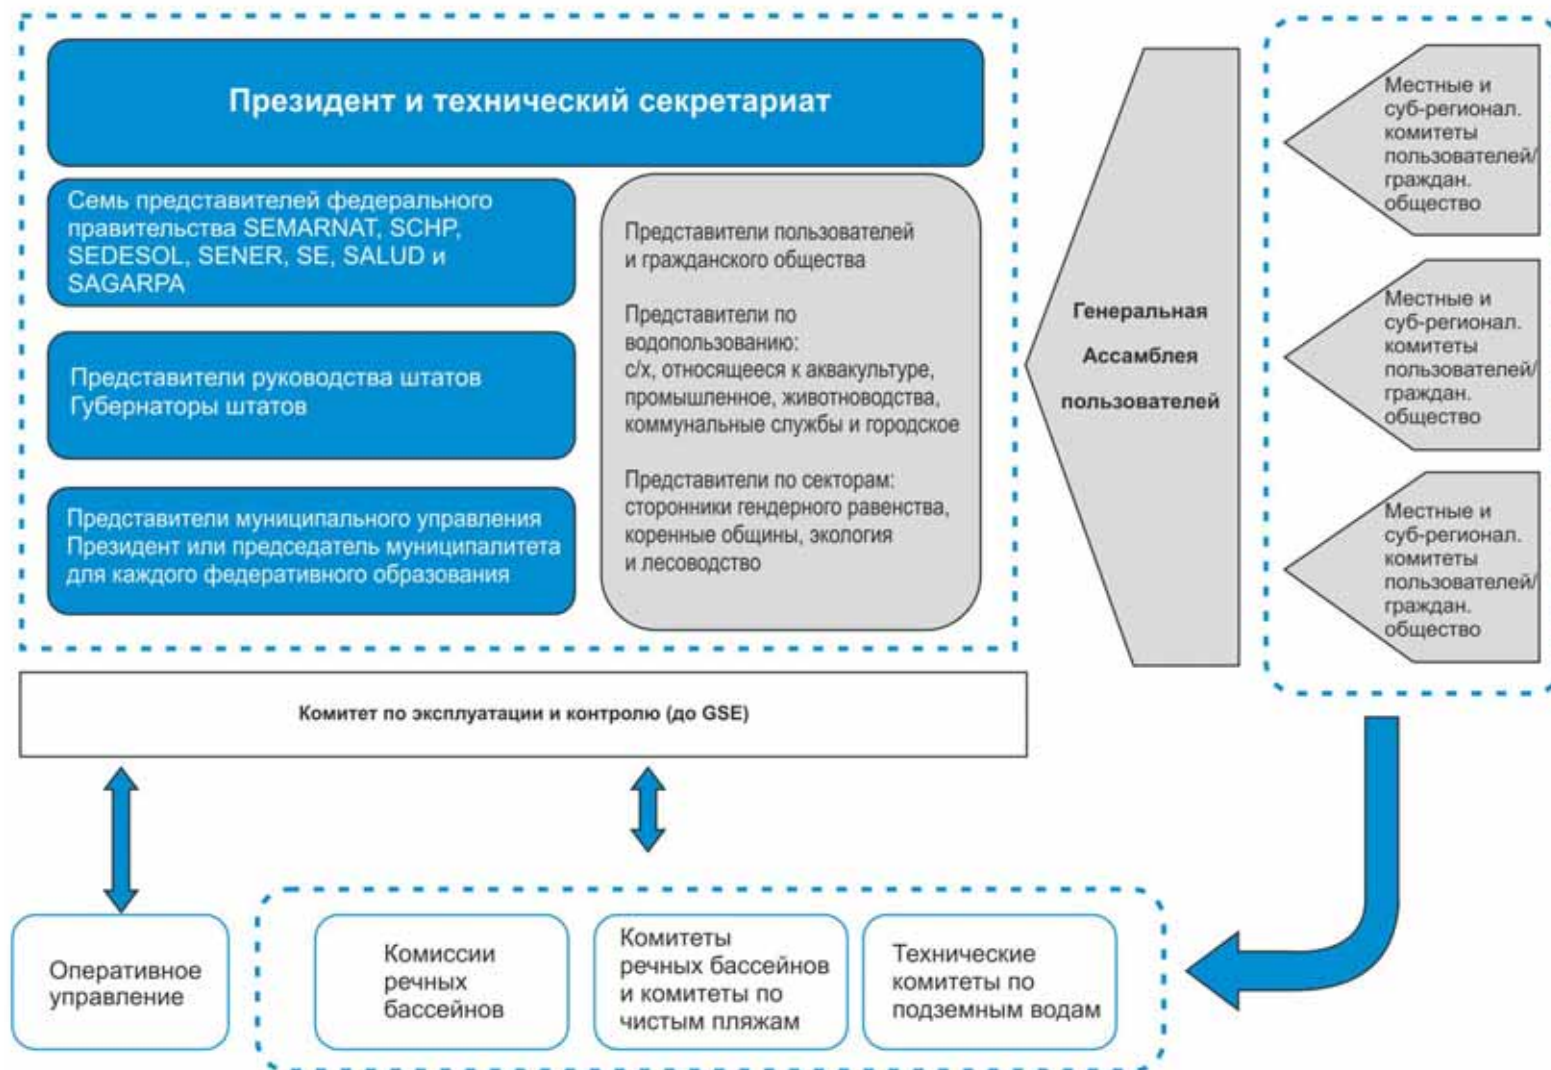 Президент и технический секретариат
Семь представителей федерального
правительства SEMARNAT, SCHP,
SEDESOL, SENER, SE, SALUD и
SAGARPA
Представители руководства штатов
Губернаторы штатов
Представители муниципального управления
Президент или председатель муниципалитета
для каждого федеративного образования
Представители пользователей
и гражданского общества
Представители по
водопользованию:
с/х, относящееся к аквакультуре,
промышленное, животноводства,
коммунальные службы и городское
Представители по секторам:
сторонники гендерного равенства,
коренные общины, экология
и лесоводство
Генеральная
Ассамблея
пользователей
Местные и
суб-регионал.
комитеты
пользователей/
граждан.
общество
Местные и
суб-регионал.
комитеты
пользователей/
граждан.
общество
Местные и
суб-регионал.
комитеты
пользователей/
граждан.
общество
Комитет по эксплуатации и контролю (до GSE)
Оперативное
управление
Комиссии
речных
бассейнов
Комитеты
речных бассейнов
и комитеты по
чистым пляжам
Технические
комитеты по
подземным водам